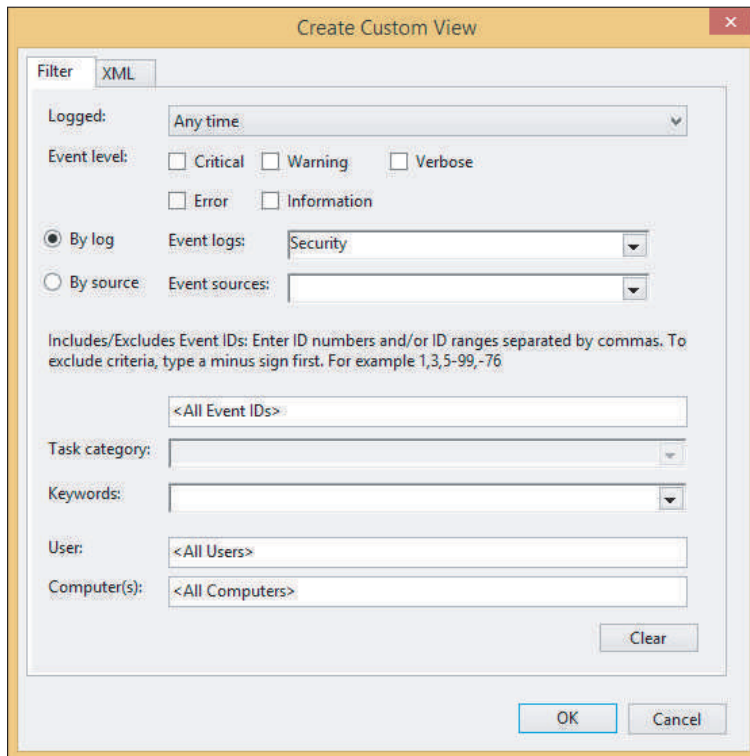 Create Custom View
Filter XML
Logged: Any time
Event level: Critical Warning Verbose
Error Information
By log Event logs: Security
By source Event sources:
Includes/Excludes Event IDs: Enter ID numbers and/or ID ranges separated by commas. To
exclude criteria, type a minus sign first. For example 1,3,5-99,-76
<All Event IDs>
Task category:
Keywords:
User: <All Users>
Computer(s): <All Computers>
Clear
OK Cancel